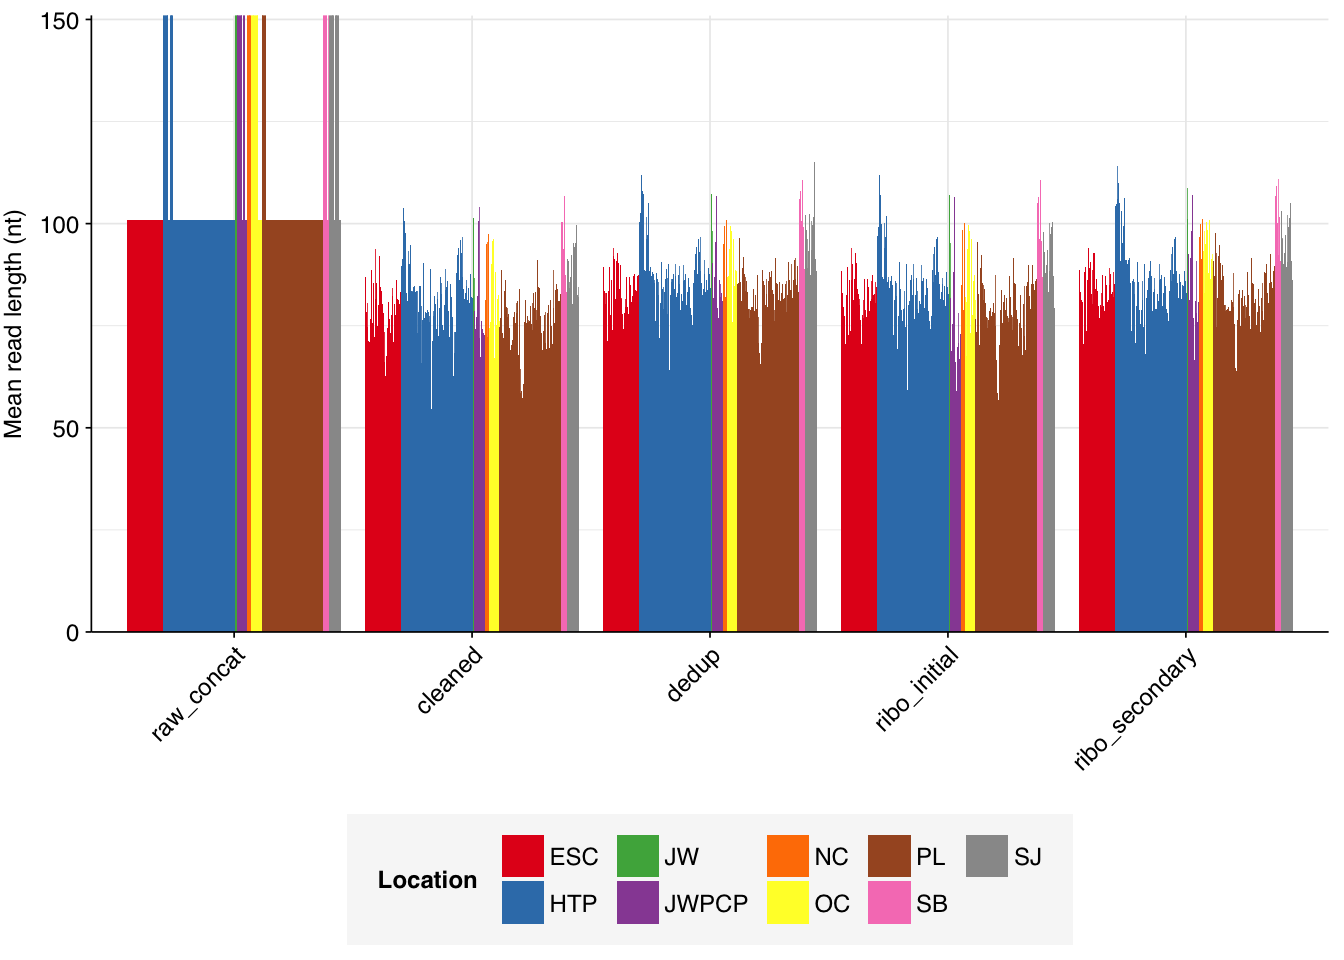 Mean read length (nt)
150
100
50
0
raw_concat
cleaned
dedup
ribo_initial
ribo_secondary
Location
ESC
JW
NC
PL
SJ
HTP
JWPCP
OC
SB